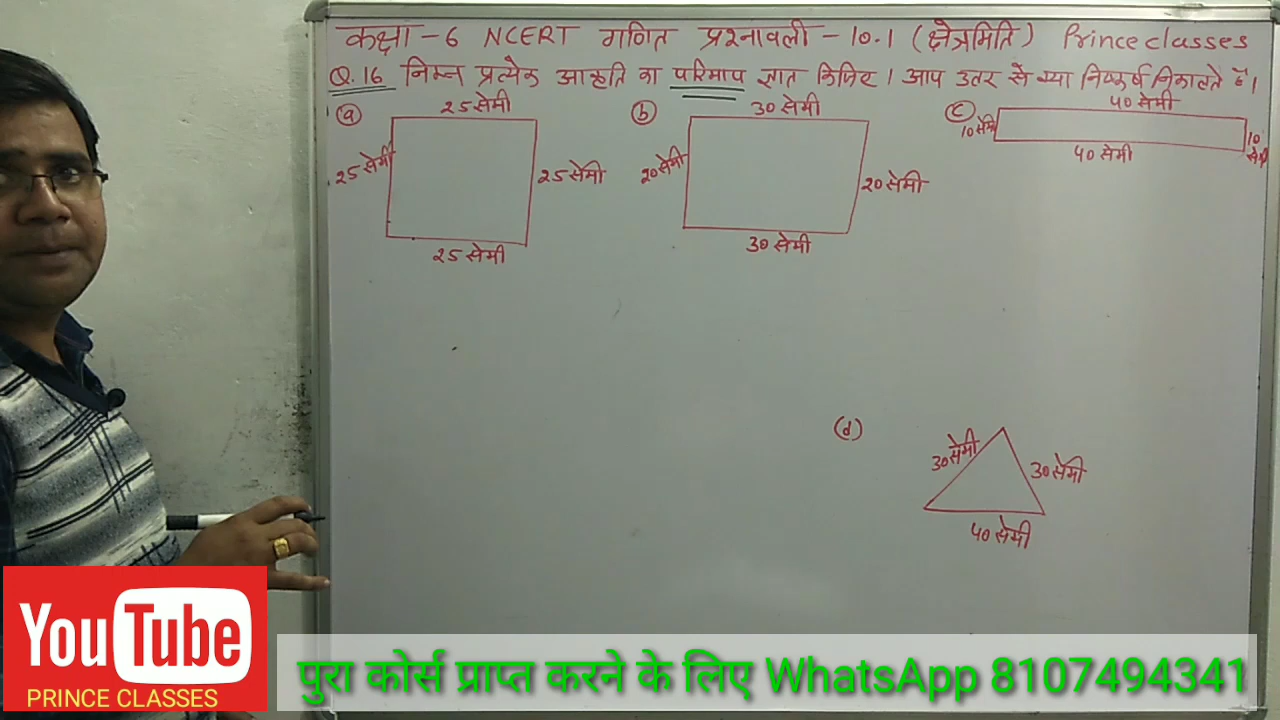 कक्षा - 6 NCERT गणित प्रश्नावली - 10.1 (क्षेत्रमिति) Prince classes
Q.16 निम्न प्रत्येक आकृति का परिमाप ज्ञात किजिए। आप उतर से क्या निष्कर्ष निकालते हैं।
(a) 25 सेमी
25 सेमी
25 सेमी
25 सेमी
(b) 30 सेमी
20 सेमी
20 सेमी
30 सेमी
(c) 40 सेमी
10 सेमी
10 सेमी
40 सेमी
(d)
30 सेमी
30 सेमी
40 सेमी
YouTube
PRINCE CLASSES
पुरा कोर्स प्राप्त करने के लिए WhatsApp 8107494341